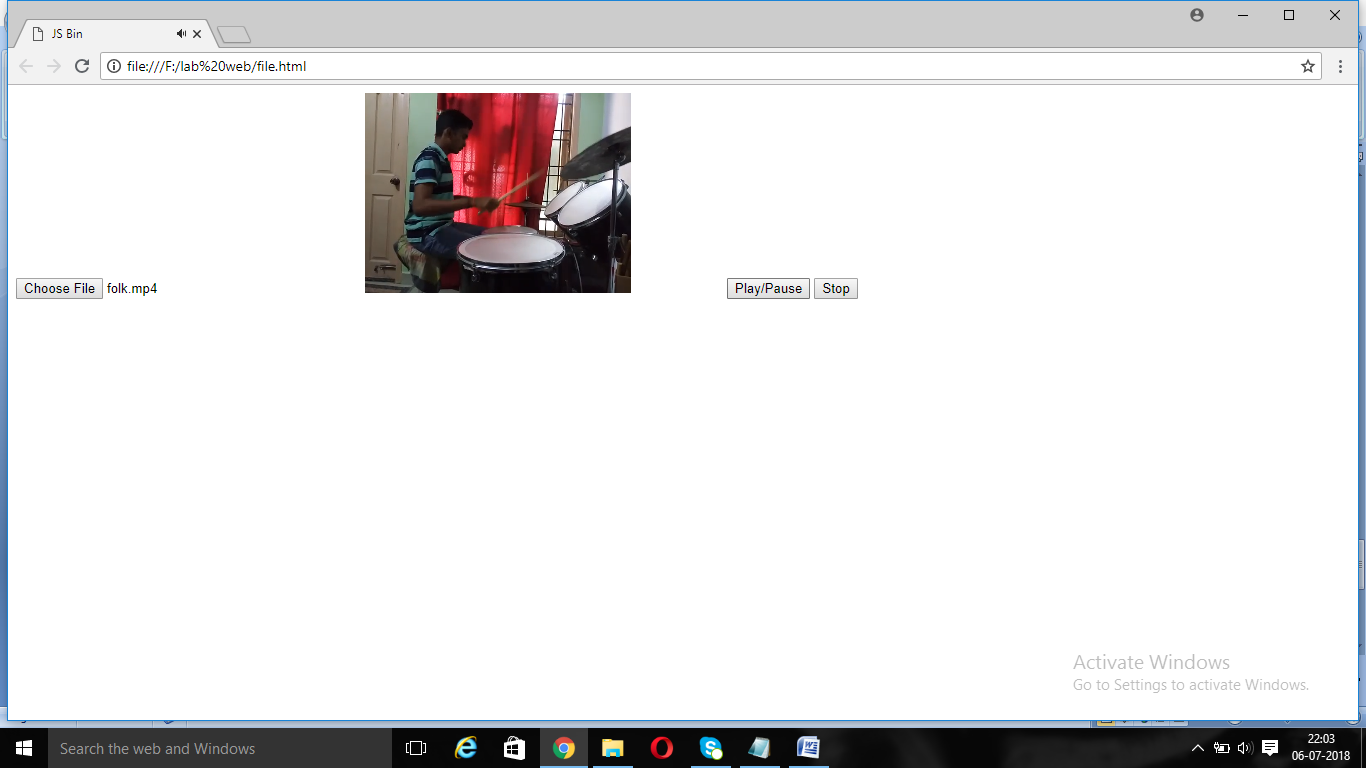 JS Bin
file:///F:/lab%20web/file.html
Choose File folk.mp4
Play/Pause Stop
Activate Windows
Go to Settings to activate Windows.
Search the web and Windows
22:03
06-07-2018